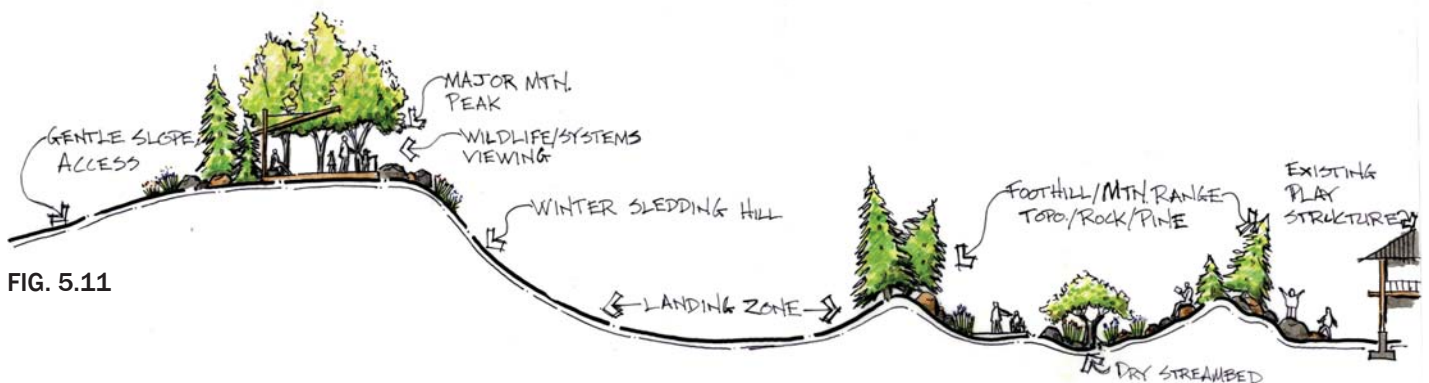 GENTLE SLOPE
ACCESS
MAJOR MTN.
PEAK
WILDLIFE/SYSTEMS
VIEWING
WINTER SLEDDING HILL
LANDING ZONE
FOOTHILL/MTN. RANGE
TOPO./ROCK/PINE
EXISTING
PLAY
STRUCTURE
DRY STREAMBED
FIG. 5.11